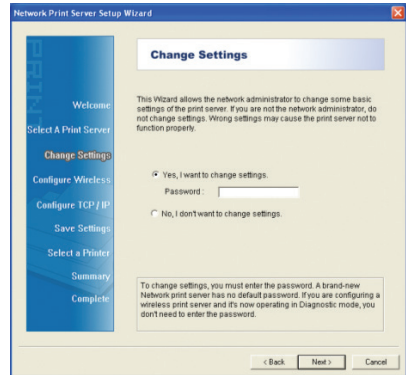 Network Print Server Setup Wizard
PRINT
Change Settings
Welcome
Select A Print Server
Change Settings
Configure Wireless
Configure TCP / IP
Save Settings
Select a Printer
Summary
Complete
This Wizard allows the network administrator to change some basic
settings of the print server. If you are not the network administrator, do
not change settings. Wrong settings may cause the print server not to
function properly.
Yes, I want to change settings.
Password :
No, I don't want to change settings.
To change settings, you must enter the password. A brand-new
Network print server has no default password. If you are configuring a
wireless print server and it's now operating in Diagnostic mode, you
don't need to enter the password.
< Back
Next >
Cancel